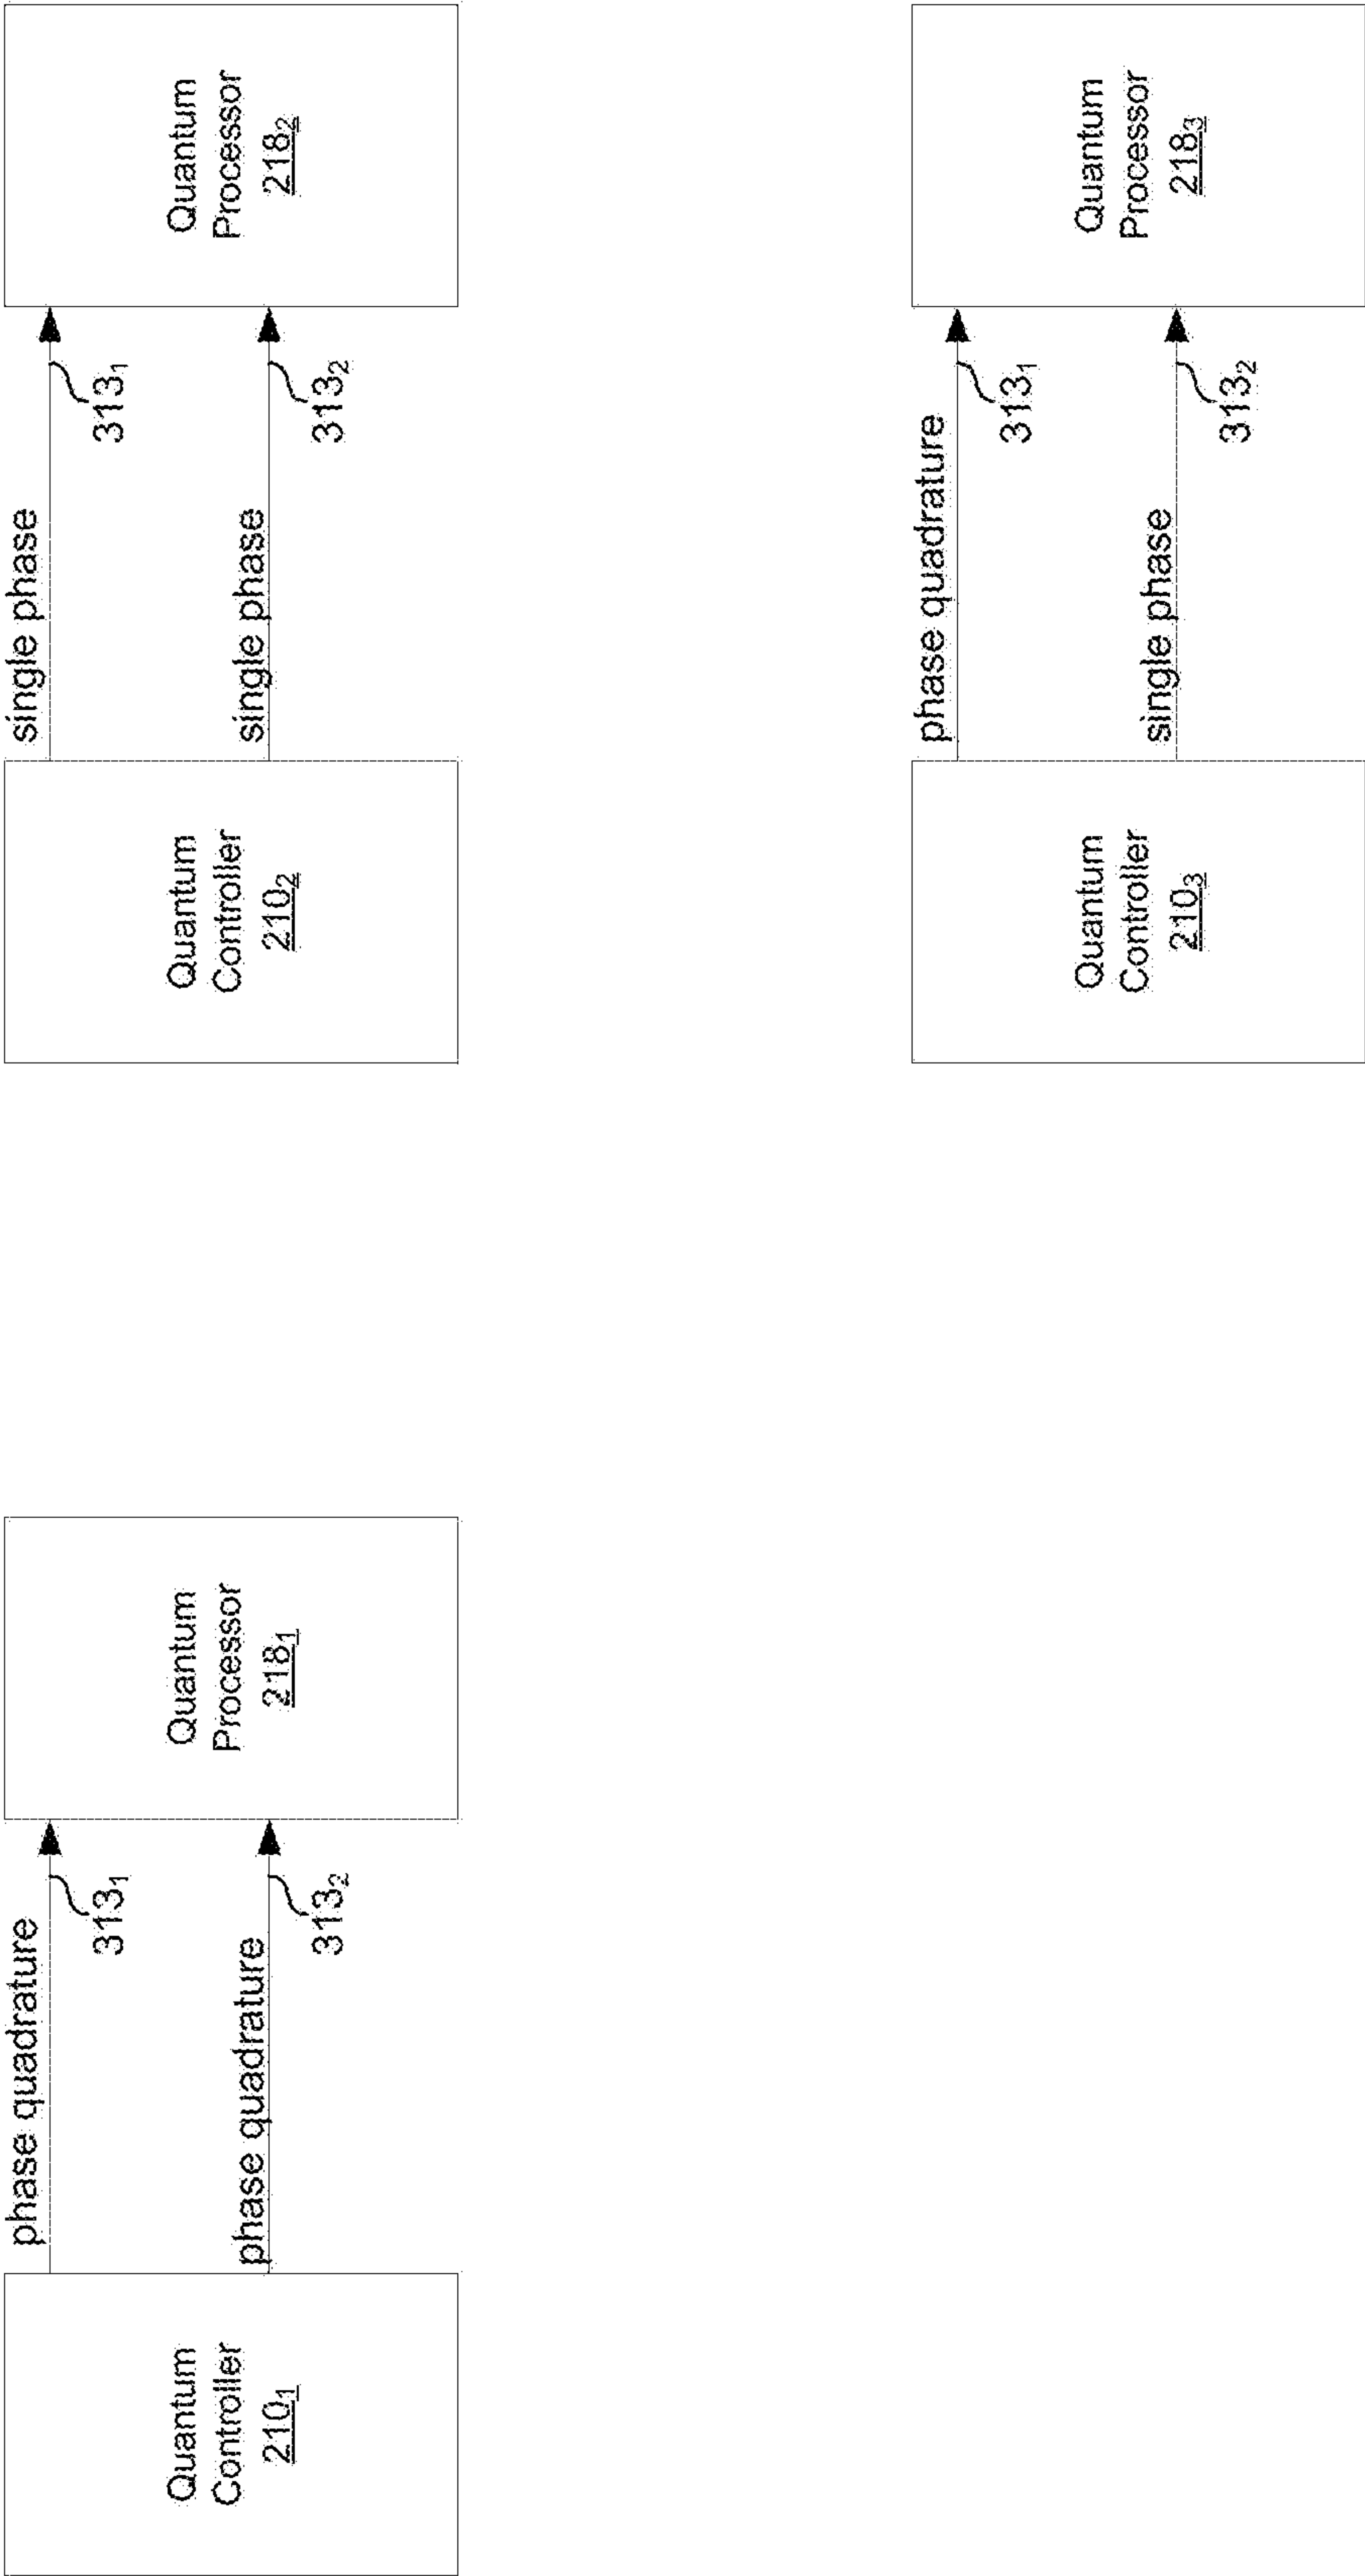 Quantum
Controller
210₁
phase quadrature
313₁
phase quadrature
313₂
Quantum
Processor
218₁
Quantum
Controller
210₂
single phase
313₁
single phase
313₂
Quantum
Processor
218₂
Quantum
Controller
210₃
phase quadrature
313₁
single phase
313₂
Quantum
Processor
218₃